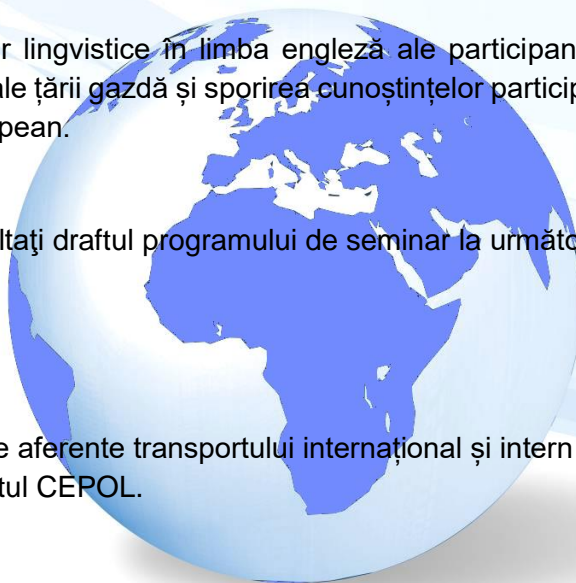 r lingvistice în limba engleză ale participan
ale țării gazdă și sporirea cunoștințelor particip
pean.
ltaţi draftul programului de seminar la următo
e aferente transportului internațional și intern
tul CEPOL.